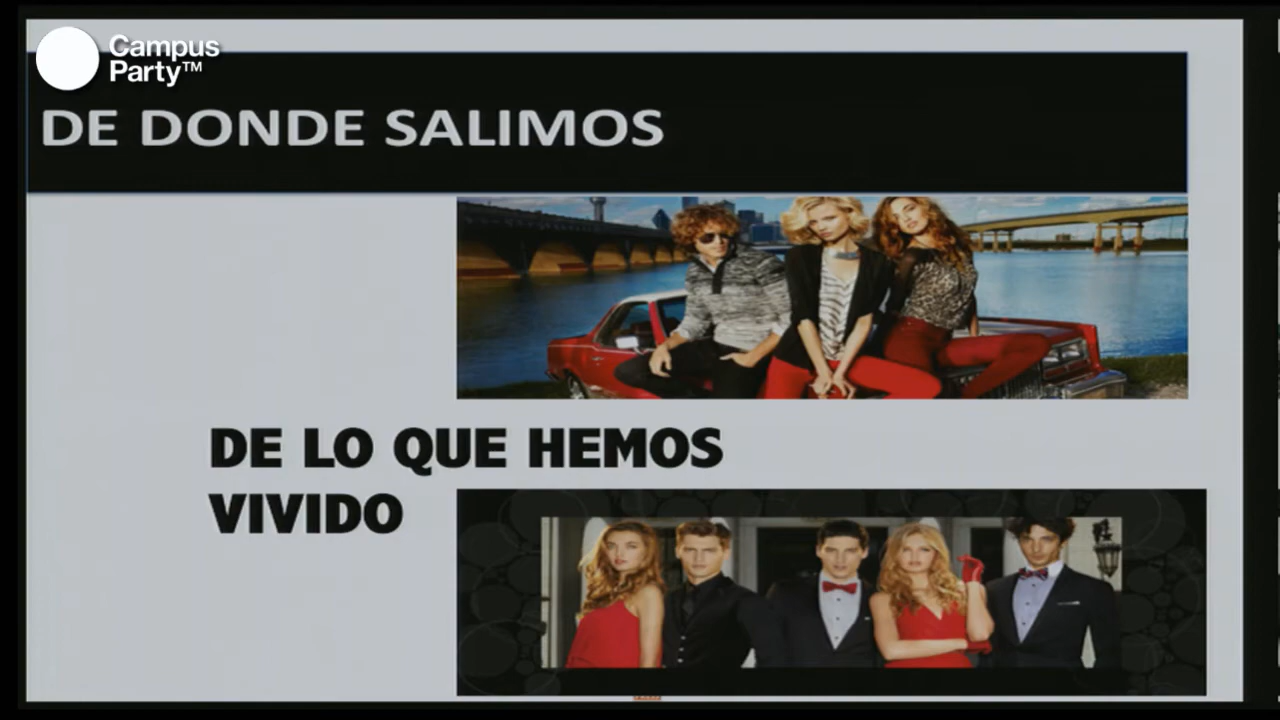 Campus
Party™
DE DONDE SALIMOS
DE LO QUE HEMOS
VIVIDO